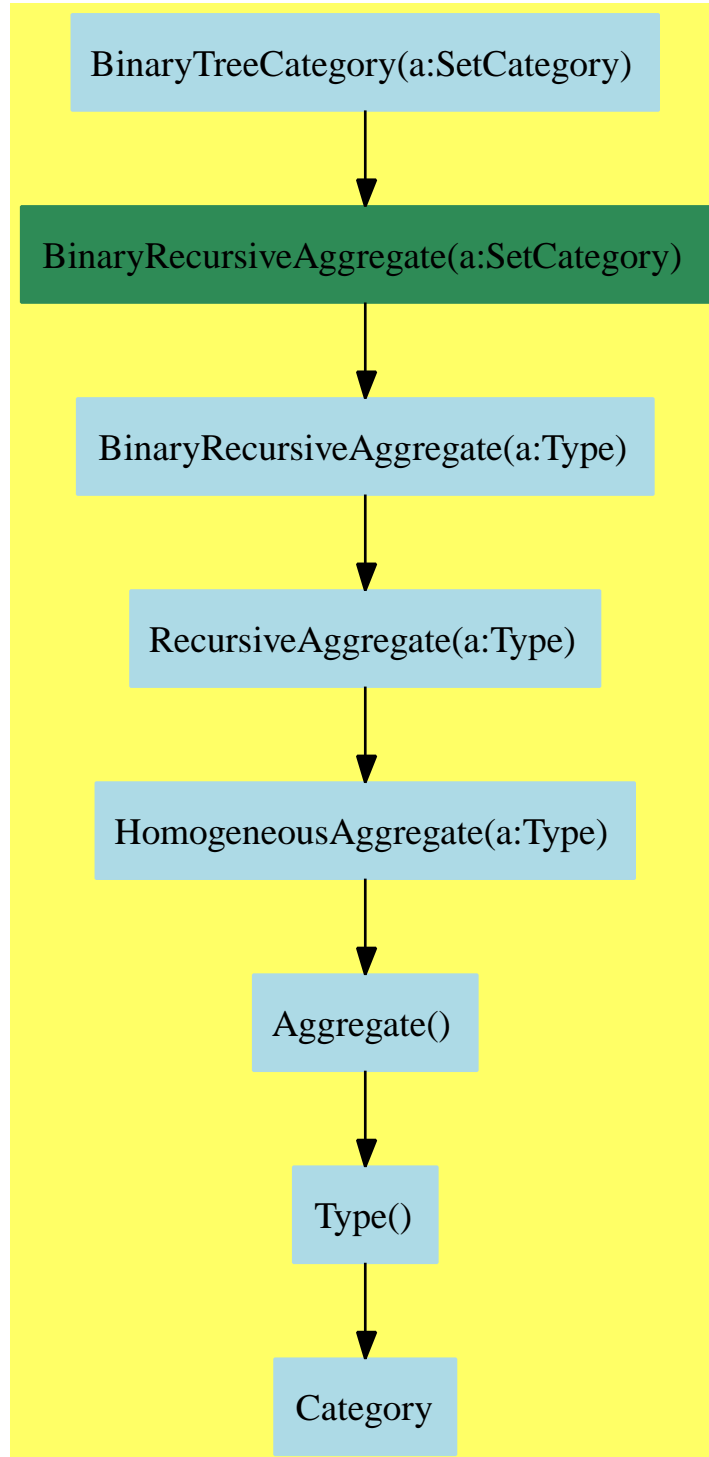 BinaryTreeCategory(a:SetCategory)
BinaryRecursiveAggregate(a:SetCategory)
BinaryRecursiveAggregate(a:Type)
RecursiveAggregate(a:Type)
HomogeneousAggregate(a:Type)
Aggregate()
Type()
Category